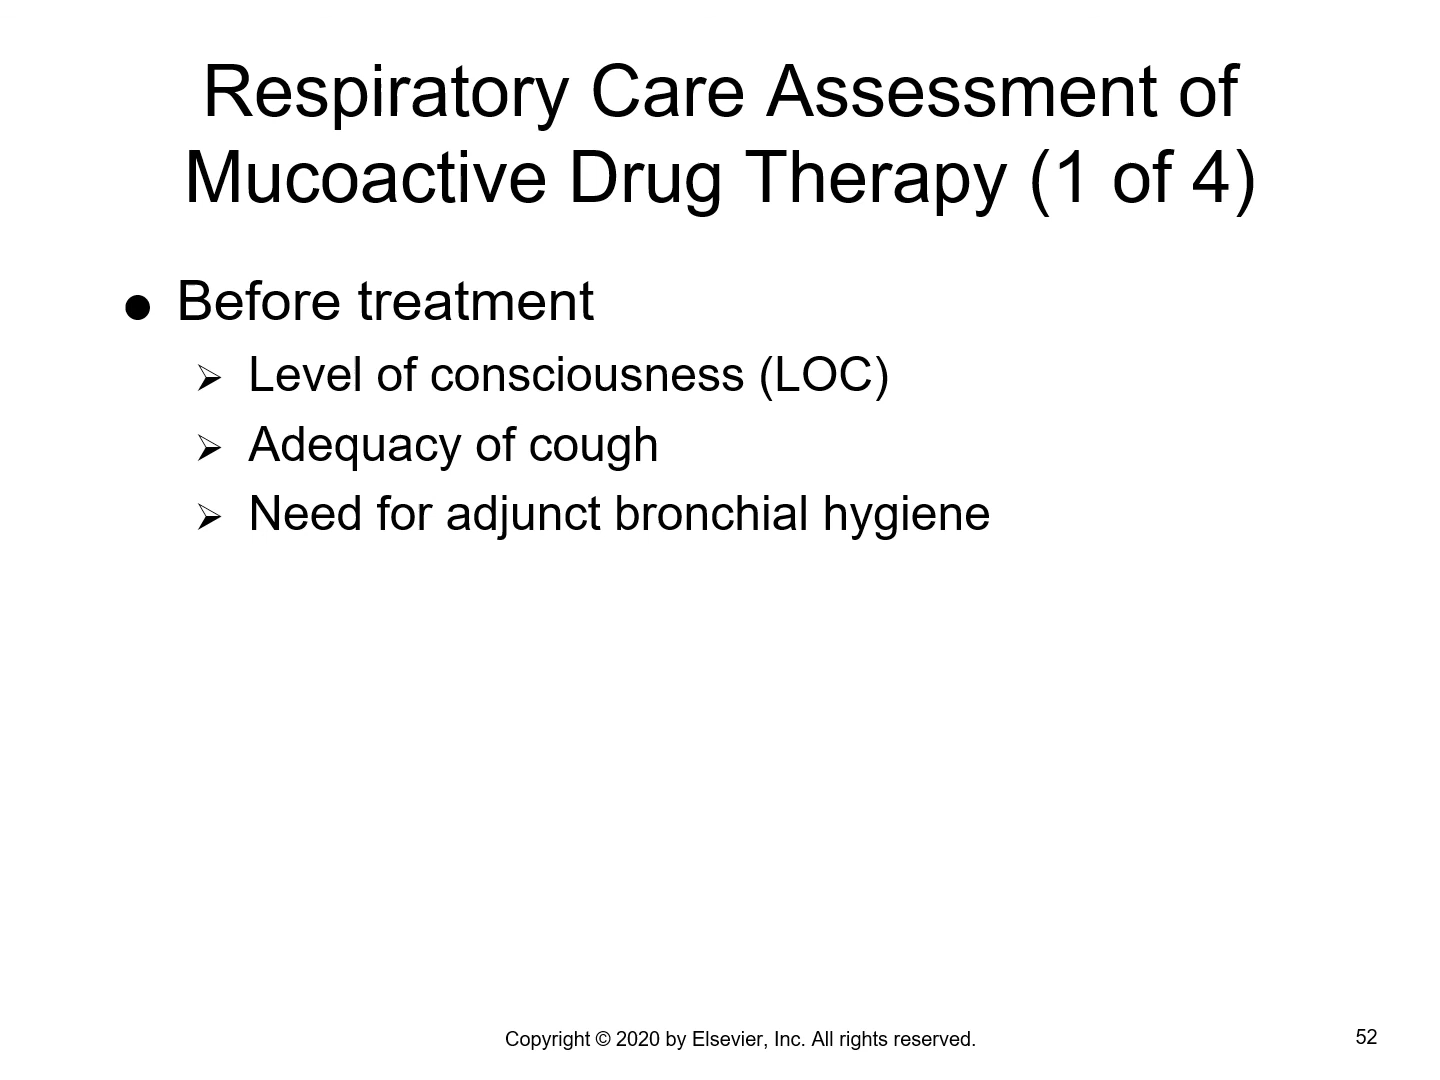 Respiratory Care Assessment of
Mucoactive Drug Therapy (1 of 4)
● Before treatment
➢ Level of consciousness (LOC)
➢ Adequacy of cough
➢ Need for adjunct bronchial hygiene
Copyright © 2020 by Elsevier, Inc. All rights reserved.
52